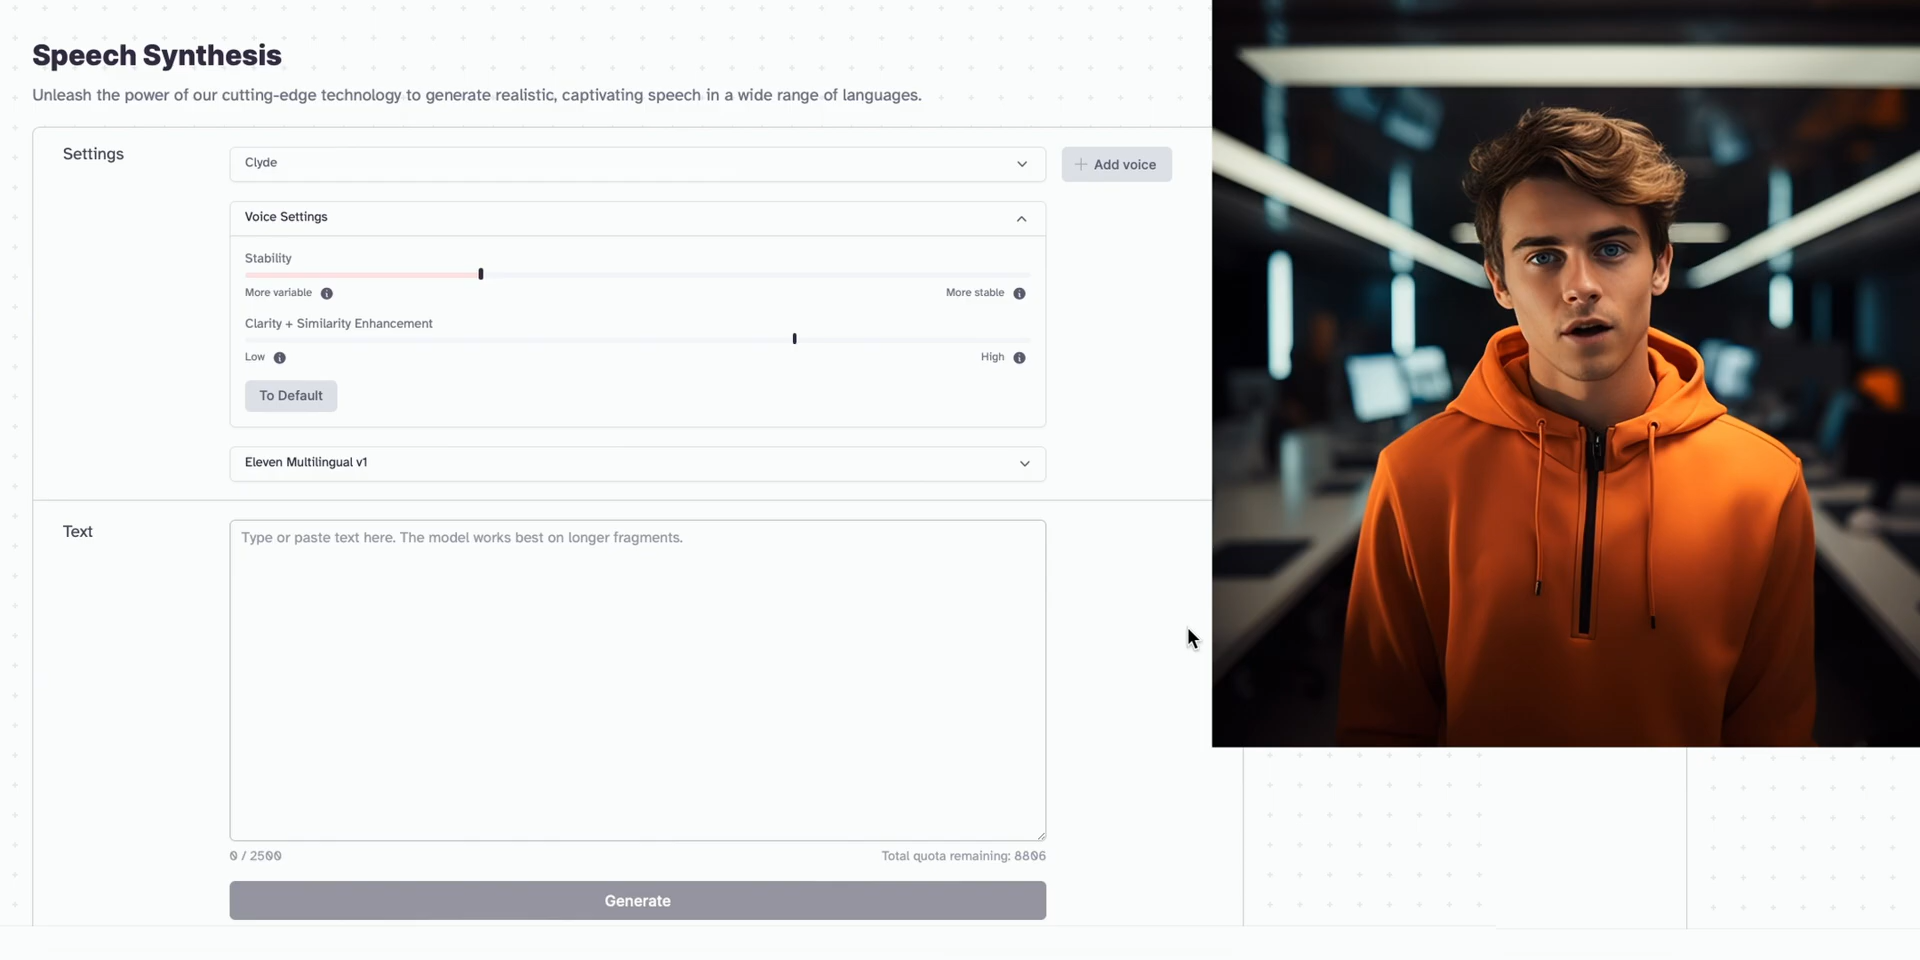 Speech Synthesis
Unleash the power of our cutting-edge technology to generate realistic, captivating speech in a wide range of languages.
Settings
Clyde
+ Add voice
Voice Settings
Stability
More variable
More stable
Clarity + Similarity Enhancement
Low
High
To Default
Eleven Multilingual v1
Text
Type or paste text here. The model works best on longer fragments.
0 / 2500
Total quota remaining: 8806
Generate